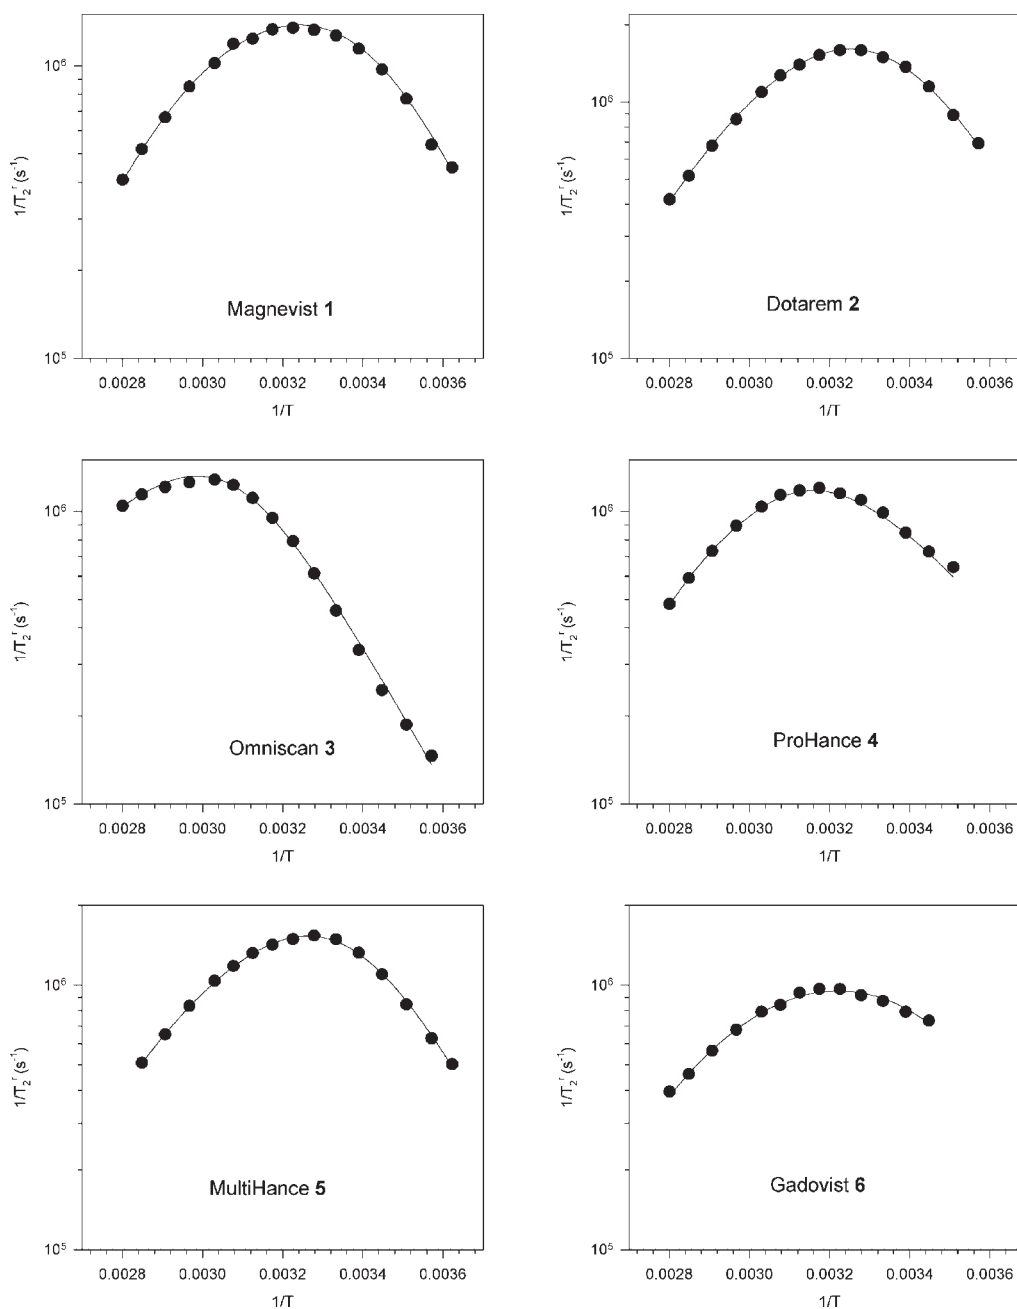 10⁶
1/T₂ʳ (s⁻¹)
Magnevist 1
10⁵
0.0028 0.0030 0.0032 0.0034 0.0036
1/T
10⁶
1/T₂ʳ (s⁻¹)
Dotarem 2
10⁵
0.0028 0.0030 0.0032 0.0034 0.0036
1/T
10⁶
1/T₂ʳ (s⁻¹)
Omniscan 3
10⁵
0.0028 0.0030 0.0032 0.0034 0.0036
1/T
10⁶
1/T₂ʳ (s⁻¹)
ProHance 4
10⁵
0.0028 0.0030 0.0032 0.0034 0.0036
1/T
10⁶
1/T₂ʳ (s⁻¹)
MultiHance 5
10⁵
0.0028 0.0030 0.0032 0.0034 0.0036
1/T
10⁶
1/T₂ʳ (s⁻¹)
Gadovist 6
10⁵
0.0028 0.0030 0.0032 0.0034 0.0036
1/T